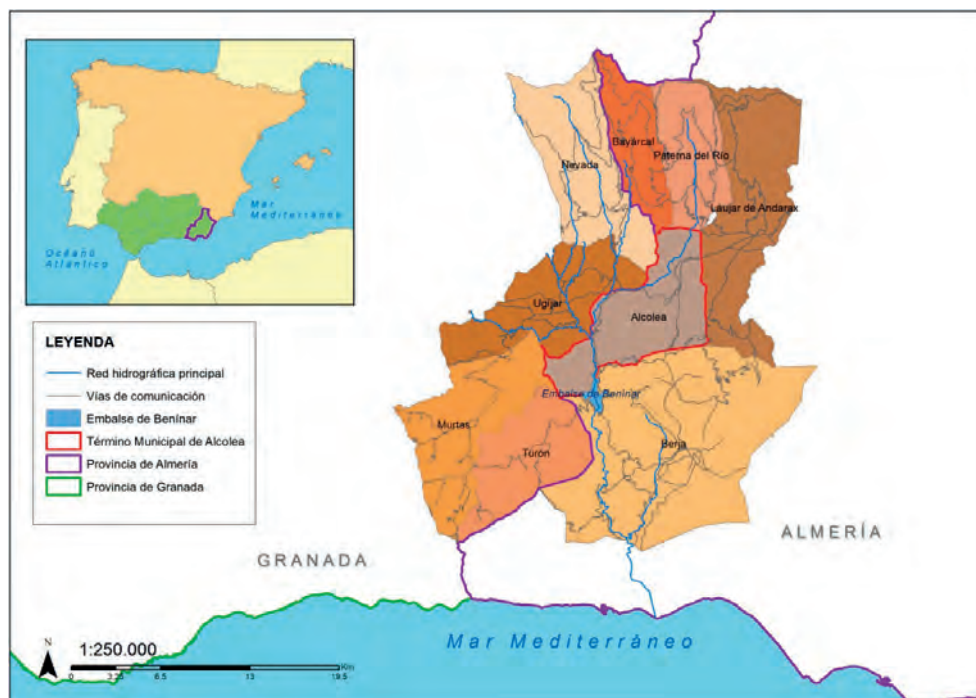 Mar
Mediterráneo
Océano
Atlántico
LEYENDA
Red hidrográfica principal
Vías de comunicación
Embalse de Benínar
Término Municipal de Alcolea
Provincia de Almería
Provincia de Granada
Nevada
Bayárcal
Paterna del Río
Laujar de Andarax
Ugíjar
Alcolea
Embalse de Benínar
Murtas
Turón
Berja
GRANADA
ALMERÍA
Mar Mediterráneo
N
1:250.000
Km
0 3.25 6.5 13 19.5